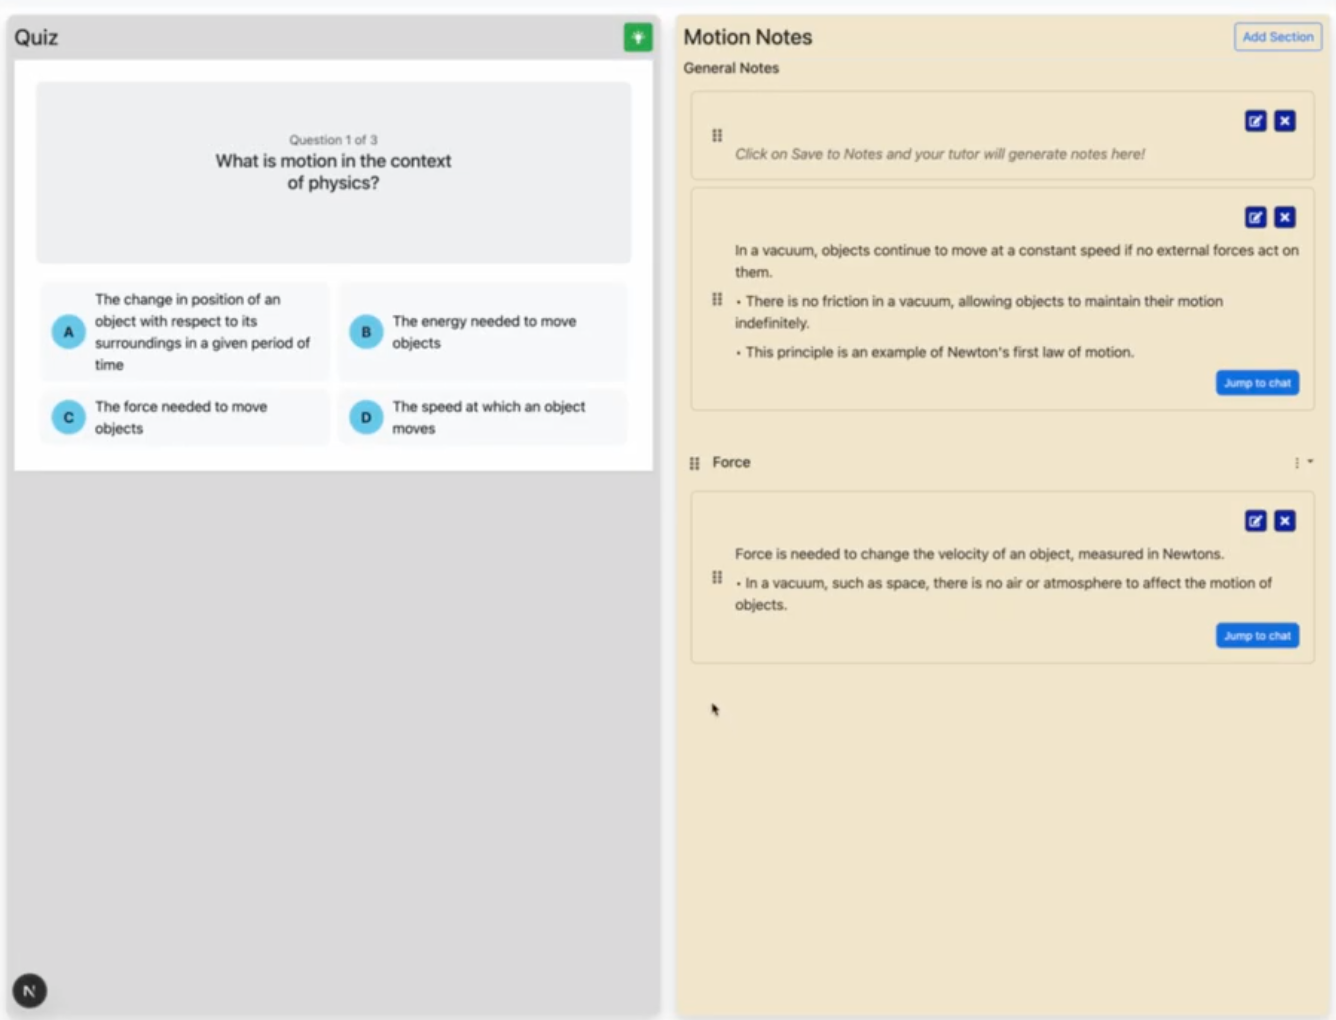 Quiz
Question 1 of 3
What is motion in the context
of physics?
A
The change in position of an
object with respect to its
surroundings in a given period of
time
B
The energy needed to move
objects
C
The force needed to move
objects
D
The speed at which an object
moves
N
Motion Notes
Add Section
General Notes
Click on Save to Notes and your tutor will generate notes here!
In a vacuum, objects continue to move at a constant speed if no external forces act on
them.
• There is no friction in a vacuum, allowing objects to maintain their motion
indefinitely.
• This principle is an example of Newton's first law of motion.
Jump to chat
Force
Force is needed to change the velocity of an object, measured in Newtons.
• In a vacuum, such as space, there is no air or atmosphere to affect the motion of
objects.
Jump to chat